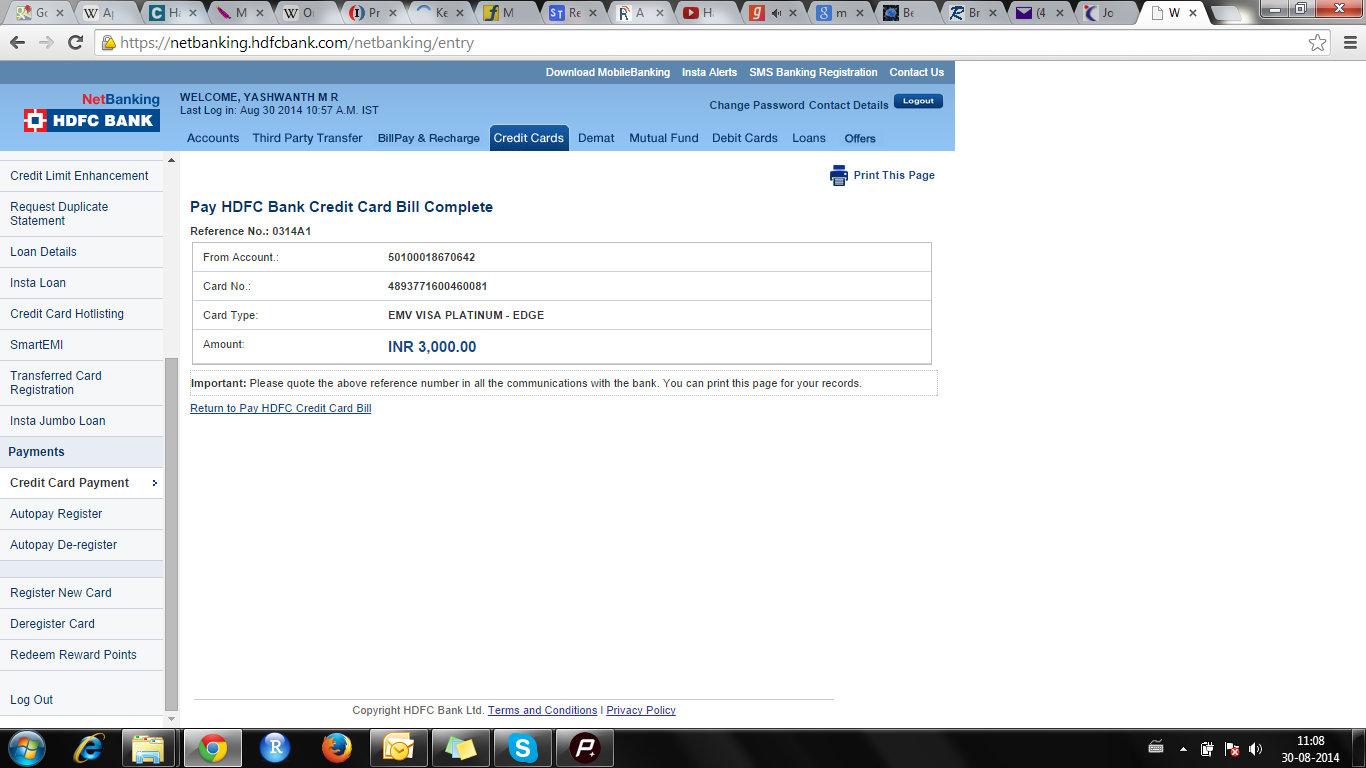 Go
Ap
Ho
M
O
Pr
Ke
M
Re
A
H
m
Be
Br
(4
Jo
W
https://netbanking.hdfcbank.com/netbanking/entry
Download MobileBanking Insta Alerts SMS Banking Registration Contact Us
NetBanking
HDFC BANK
WELCOME, YASHWANTH M R
Last Log in: Aug 30 2014 10:57 A.M. IST
Change Password Contact Details Logout
Accounts Third Party Transfer BillPay & Recharge Credit Cards Demat Mutual Fund Debit Cards Loans Offers
Credit Limit Enhancement
Request Duplicate
Statement
Loan Details
Insta Loan
Credit Card Hotlisting
SmartEMI
Transferred Card
Registration
Insta Jumbo Loan
Payments
Credit Card Payment
Autopay Register
Autopay De-register
Register New Card
Deregister Card
Redeem Reward Points
Log Out
Print This Page
Pay HDFC Bank Credit Card Bill Complete
Reference No.: 0314A1
From Account.: 50100018670642
Card No.: 4893771600460081
Card Type: EMV VISA PLATINUM - EDGE
Amount: INR 3,000.00
Important: Please quote the above reference number in all the communications with the bank. You can print this page for your records.
Return to Pay HDFC Credit Card Bill
Copyright HDFC Bank Ltd. Terms and Conditions I Privacy Policy
11:08
30-08-2014